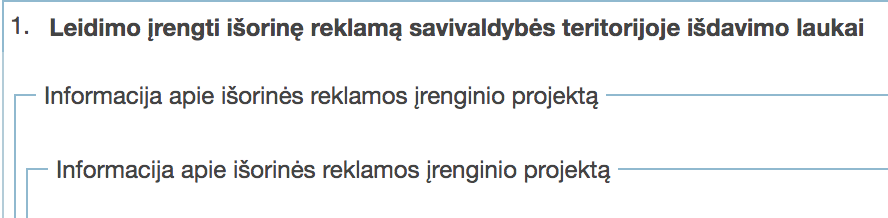 1. Leidimo įrengti išorinę reklamą savivaldybės teritorijoje išdavimo laukai
Informacija apie išorinės reklamos įrenginio projektą
Informacija apie išorinės reklamos įrenginio projektą